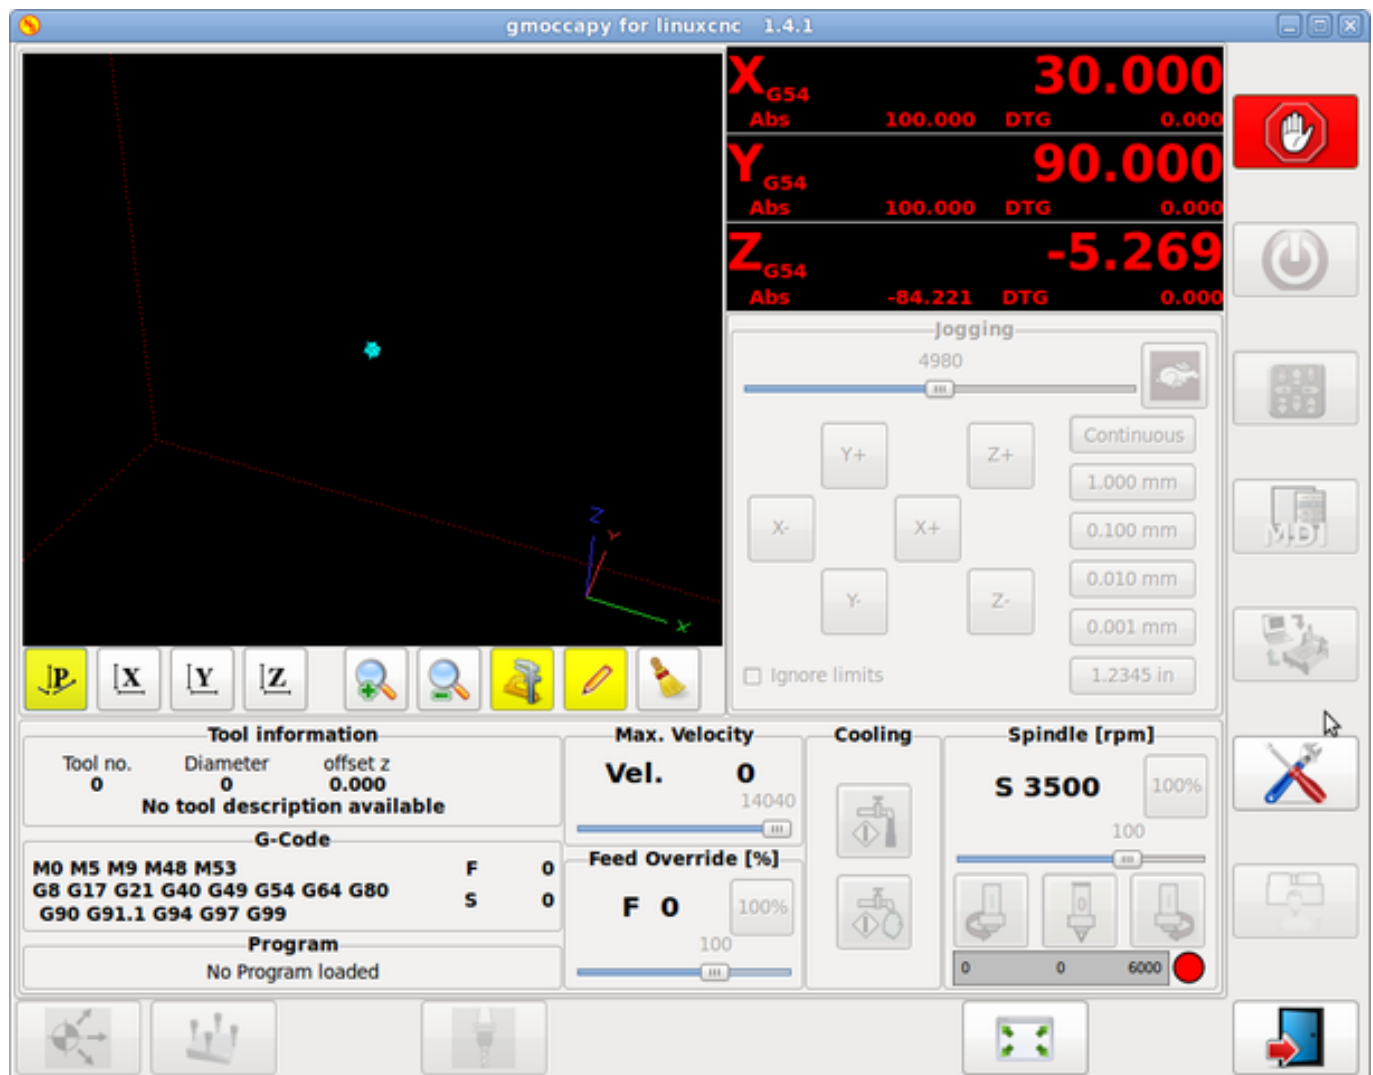 gmoccapy for linuxcnc 1.4.1
X G54 30.000
Abs 100.000 DTG 0.000
Y G54 90.000
Abs 100.000 DTG 0.000
Z G54 -5.269
Abs -84.221 DTG 0.000
Jogging
4980
Y+ Z+ Continuous
1.000 mm
X- X+ 0.100 mm
0.010 mm
Y- Z- 0.001 mm
Ignore limits 1.2345 in
MDI
Z
Y
X
P X Y Z
Tool information
Tool no. Diameter offset z
0 0 0.000
No tool description available
G-Code
M0 M5 M9 M48 M53 F 0
G8 G17 G21 G40 G49 G54 G64 G80 S 0
G90 G91.1 G94 G97 G99
Program
No Program loaded
Max. Velocity
Vel. 0
14040
Feed Override [%]
F 0 100%
100
Cooling
Spindle [rpm]
S 3500 100%
100
1 0 1
0 0 6000